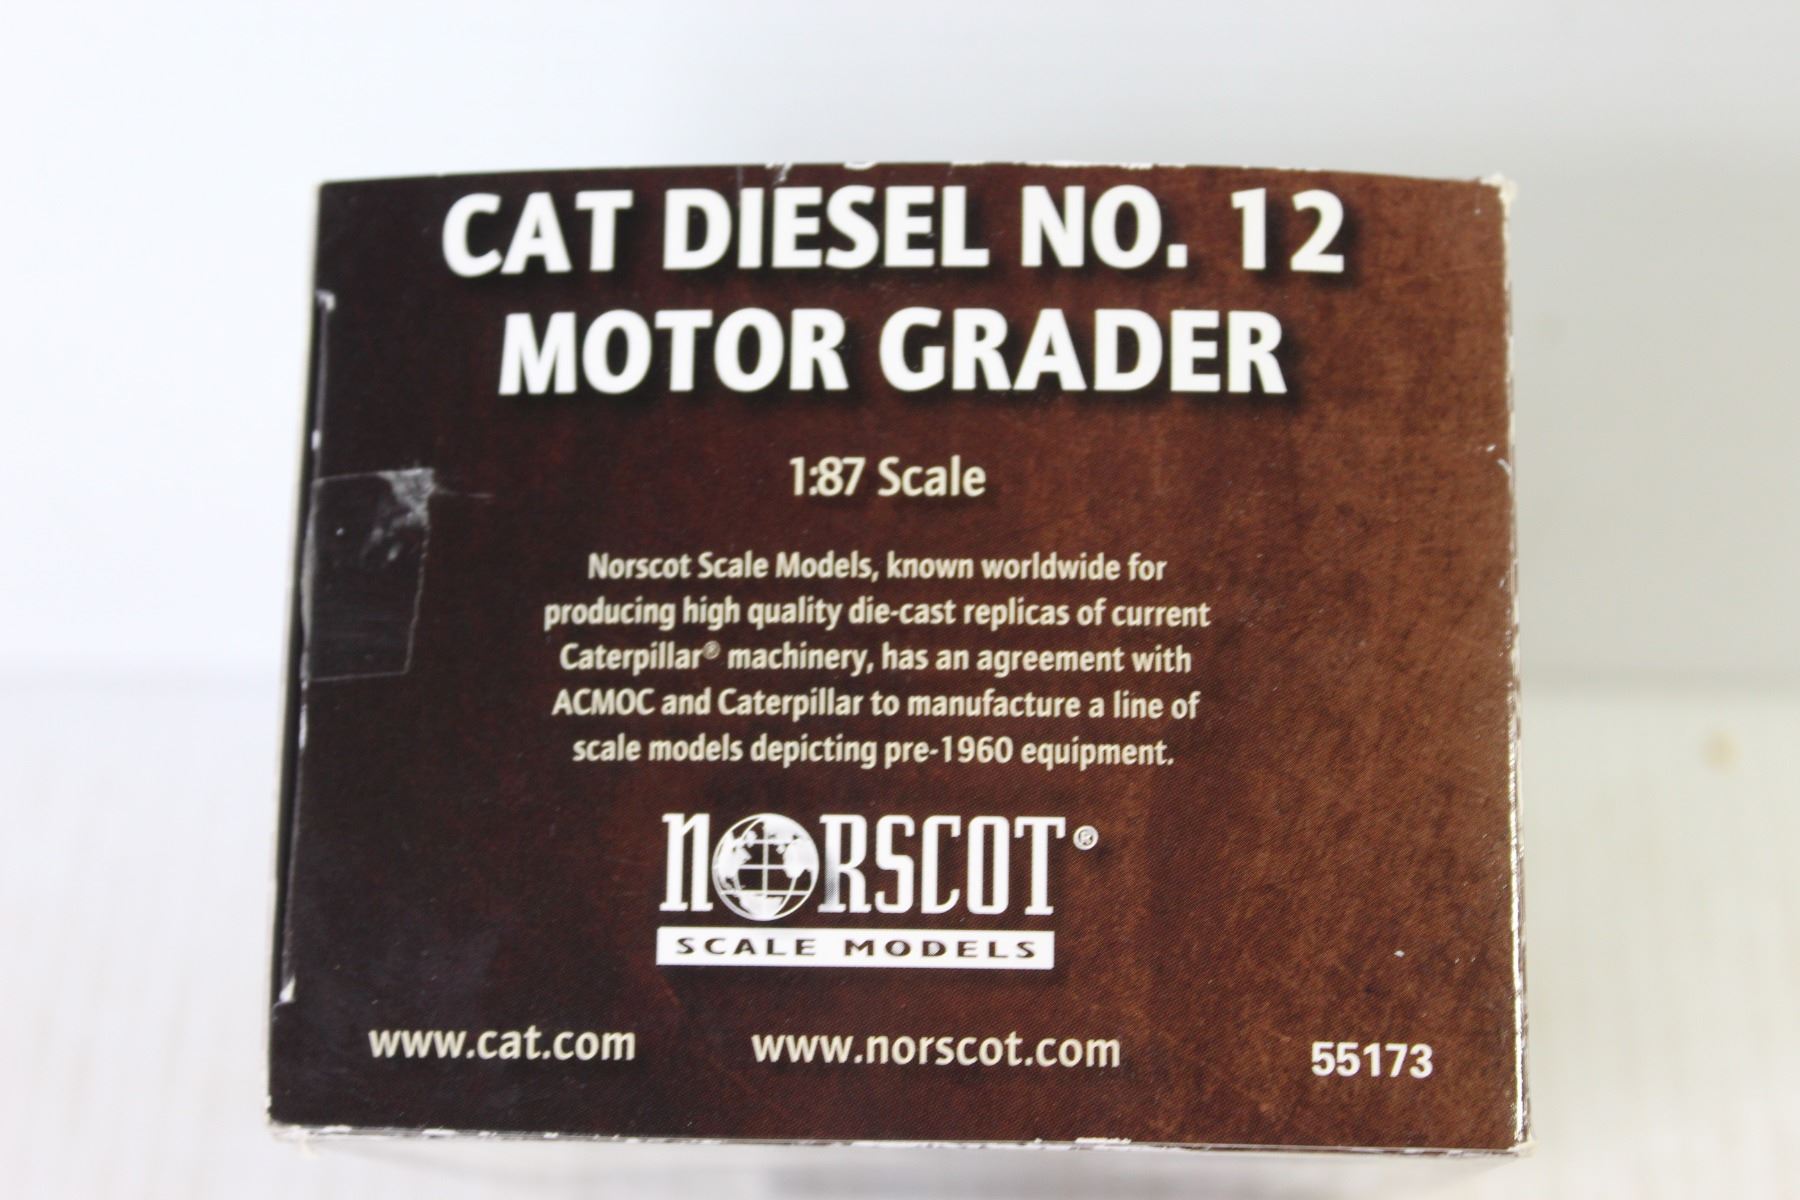 CAT DIESEL NO. 12
MOTOR GRADER
1:87 Scale
Norscot Scale Models, known worldwide for
producing high quality die-cast replicas of current
Caterpillar® machinery, has an agreement with
ACMOC and Caterpillar to manufacture a line of
scale models depicting pre-1960 equipment.
NORSCOT®
SCALE MODELS
www.cat.com www.norscot.com 55173